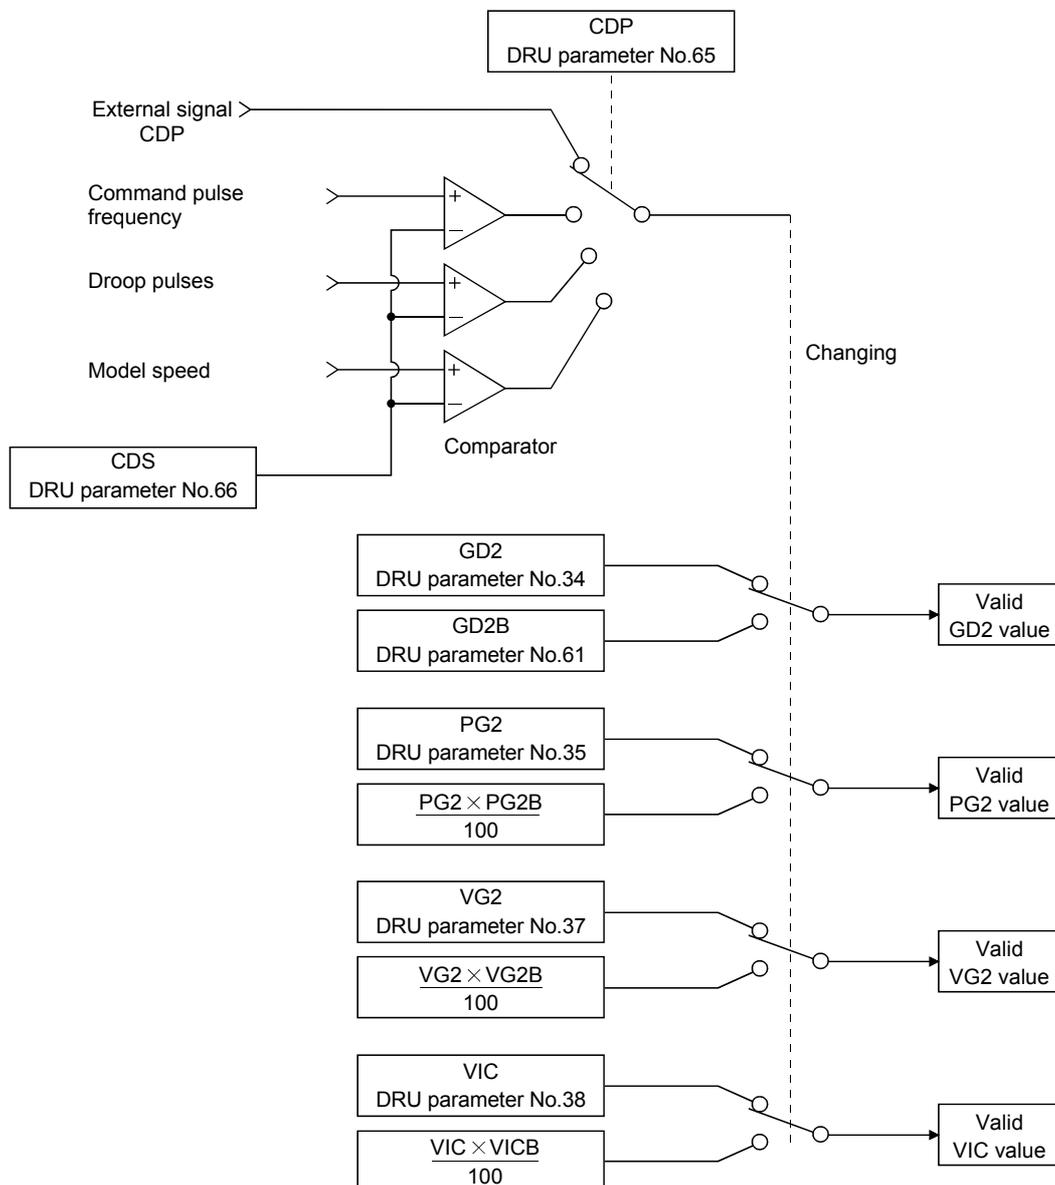 CDP
DRU parameter No.65
External signal
CDP
Command pulse
frequency
+
−
Droop pulses
+
−
Model speed
+
−
Changing
Comparator
CDS
DRU parameter No.66
GD2
DRU parameter No.34
GD2B
DRU parameter No.61
Valid
GD2 value
PG2
DRU parameter No.35
PG2 × PG2B
100
Valid
PG2 value
VG2
DRU parameter No.37
VG2 × VG2B
100
Valid
VG2 value
VIC
DRU parameter No.38
VIC × VICB
100
Valid
VIC value